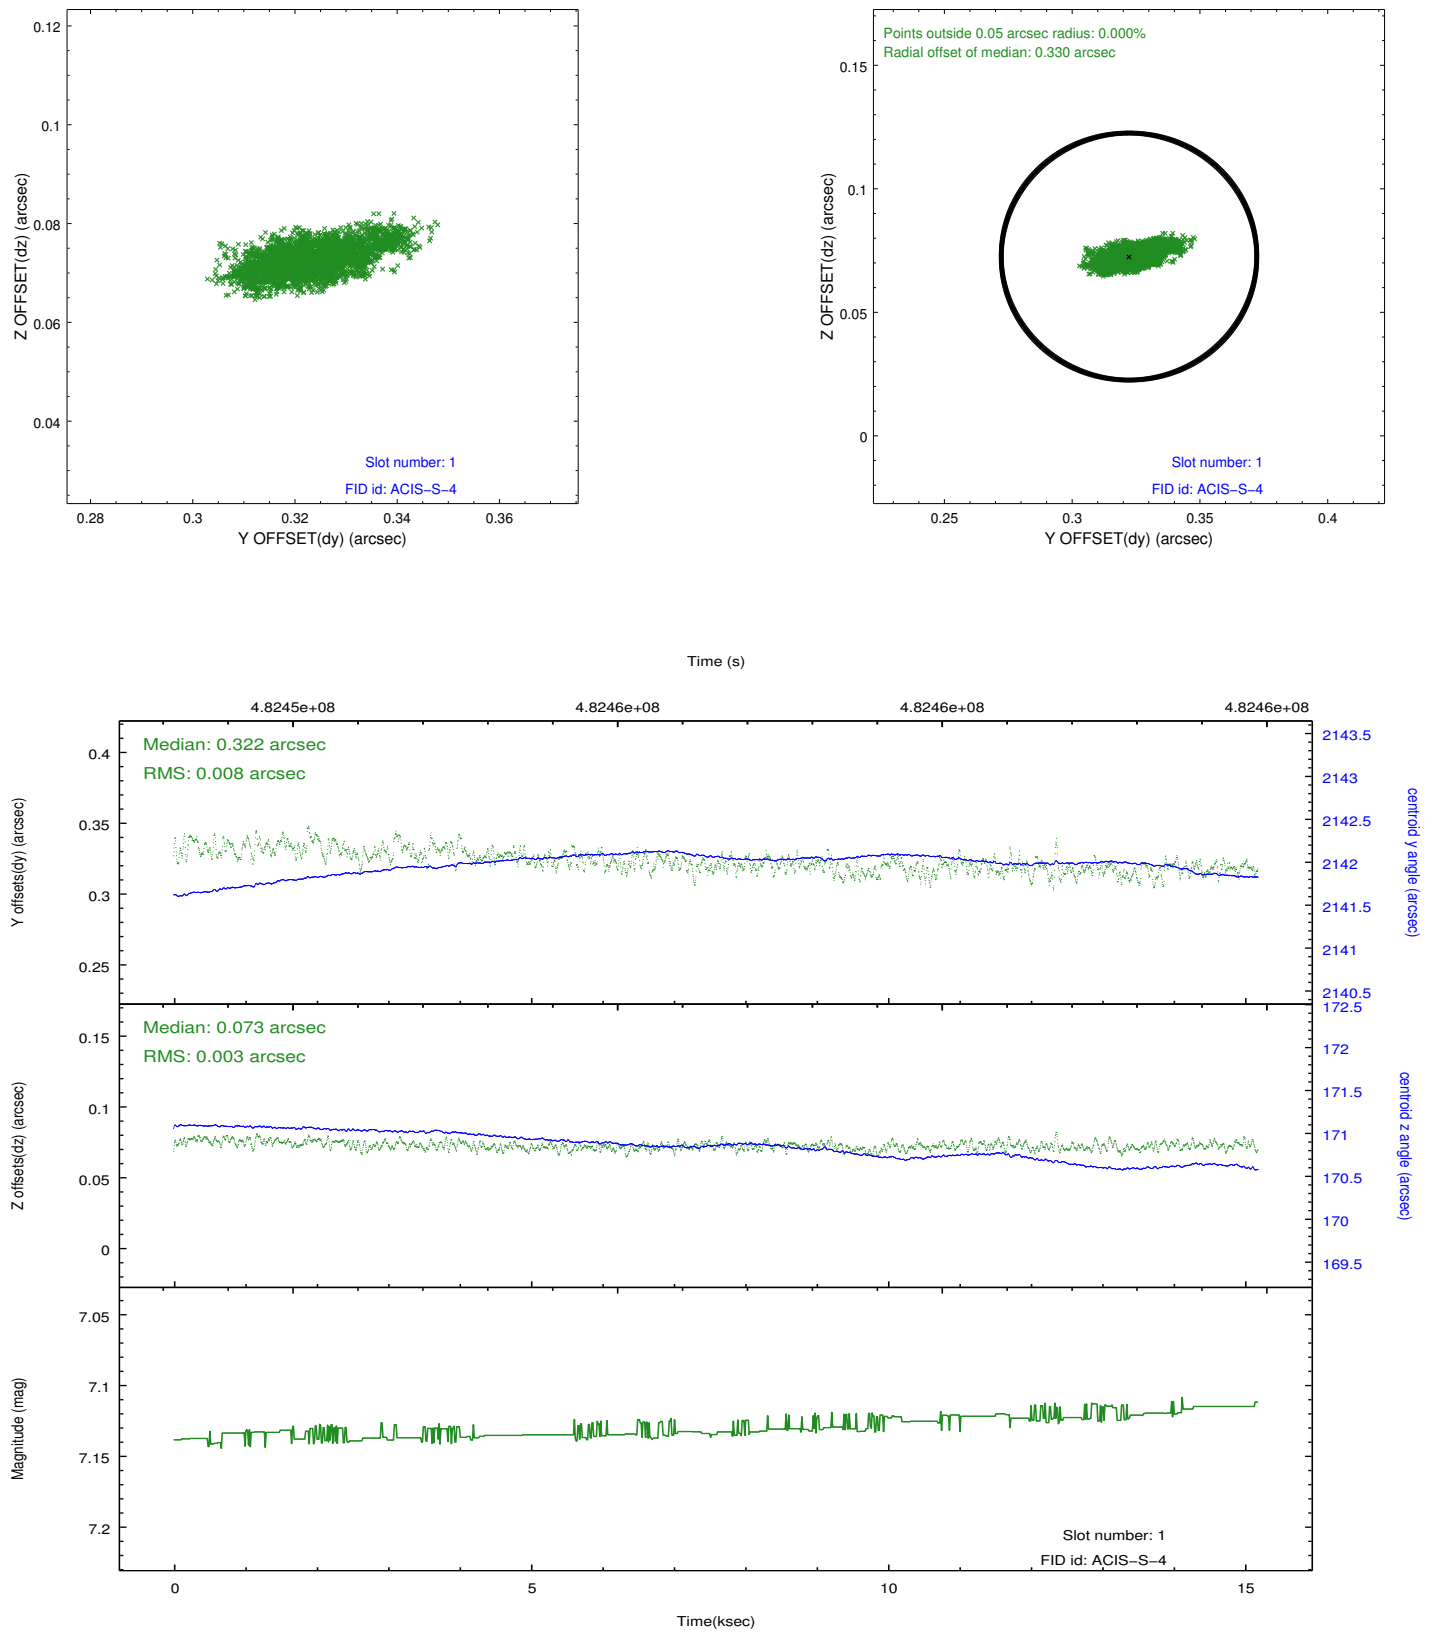 0.12
0.1
0.08
0.06
0.04
Z OFFSET(dz) (arcsec)
Slot number: 1
FID id: ACIS−S−4
0.28
0.3
0.32
0.34
0.36
Y OFFSET(dy) (arcsec)
Points outside 0.05 arcsec radius: 0.000%
Radial offset of median: 0.330 arcsec
0.15
0.1
0.05
0
Z OFFSET(dz) (arcsec)
Slot number: 1
FID id: ACIS−S−4
0.25
0.3
0.35
0.4
Y OFFSET(dy) (arcsec)
Time (s)
4.8245e+08
4.8246e+08
4.8246e+08
4.8246e+08
Median: 0.322 arcsec
RMS: 0.008 arcsec
0.4
0.35
0.3
0.25
Y offsets(dy) (arcsec)
2143.5
2143
2142.5
2142
2141.5
2141
2140.5
centroid y angle (arcsec)
Median: 0.073 arcsec
RMS: 0.003 arcsec
0.15
0.1
0.05
0
Z offsets(dz) (arcsec)
172.5
172
171.5
171
170.5
170
169.5
centroid z angle (arcsec)
7.05
7.1
7.15
7.2
Magnitude (mag)
Slot number: 1
FID id: ACIS−S−4
0
5
10
15
Time(ksec)